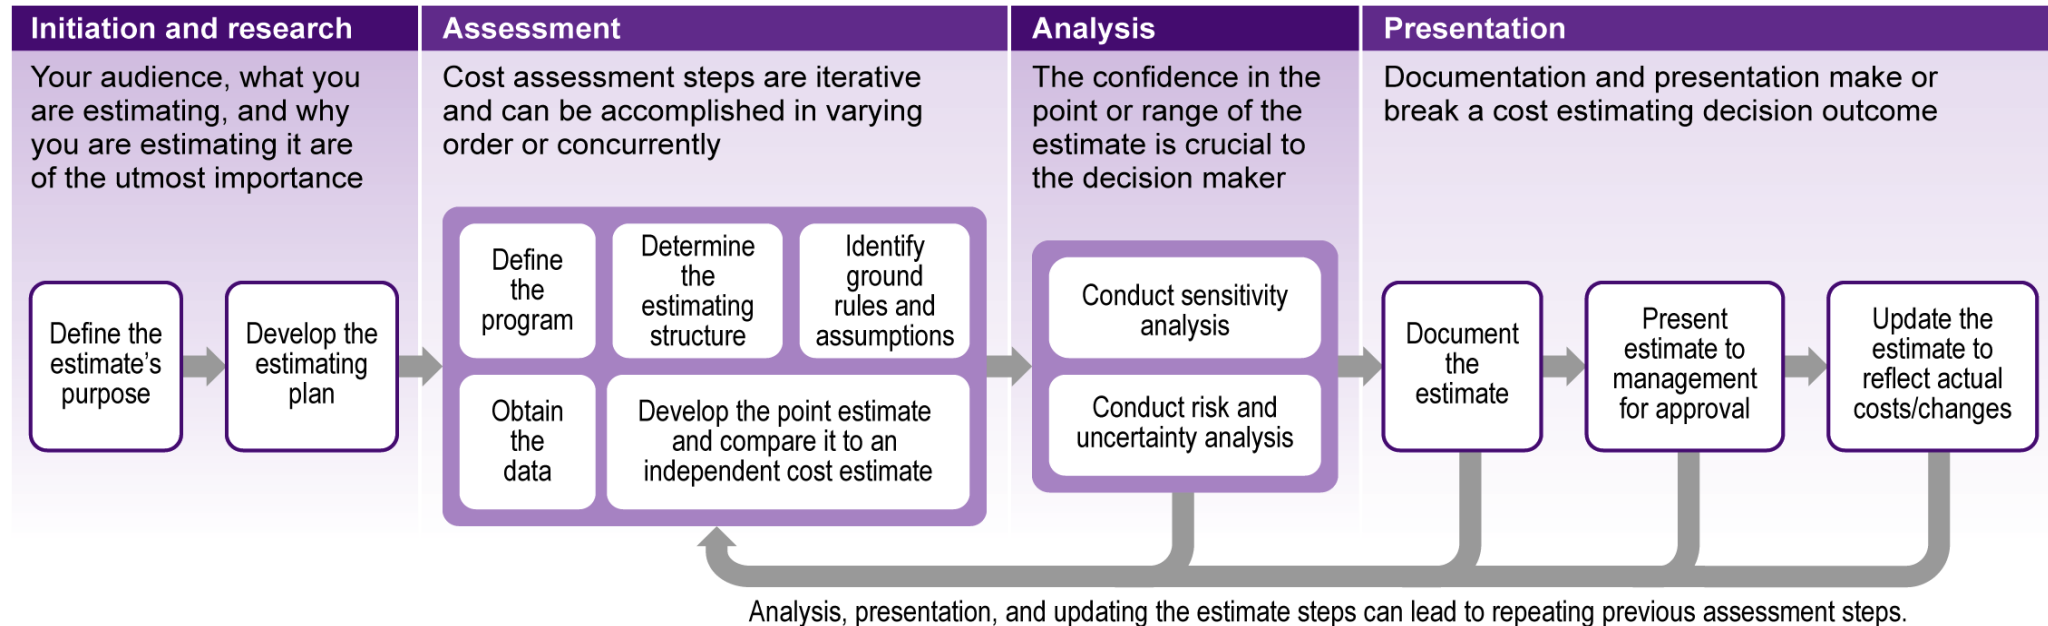 Initiation and research
Your audience, what you
are estimating, and why
you are estimating it are
of the utmost importance
Define the
estimate’s
purpose
Develop the
estimating
plan
Assessment
Cost assessment steps are iterative
and can be accomplished in varying
order or concurrently
Define
the
program
Determine
the
estimating
structure
Identify
ground
rules and
assumptions
Obtain
the
data
Develop the point estimate
and compare it to an
independent cost estimate
Analysis
The confidence in the
point or range of the
estimate is crucial to
the decision maker
Conduct sensitivity
analysis
Conduct risk and
uncertainty analysis
Presentation
Documentation and presentation make or
break a cost estimating decision outcome
Document
the
estimate
Present
estimate to
management
for approval
Update the
estimate to
reflect actual
costs/changes
Analysis, presentation, and updating the estimate steps can lead to repeating previous assessment steps.